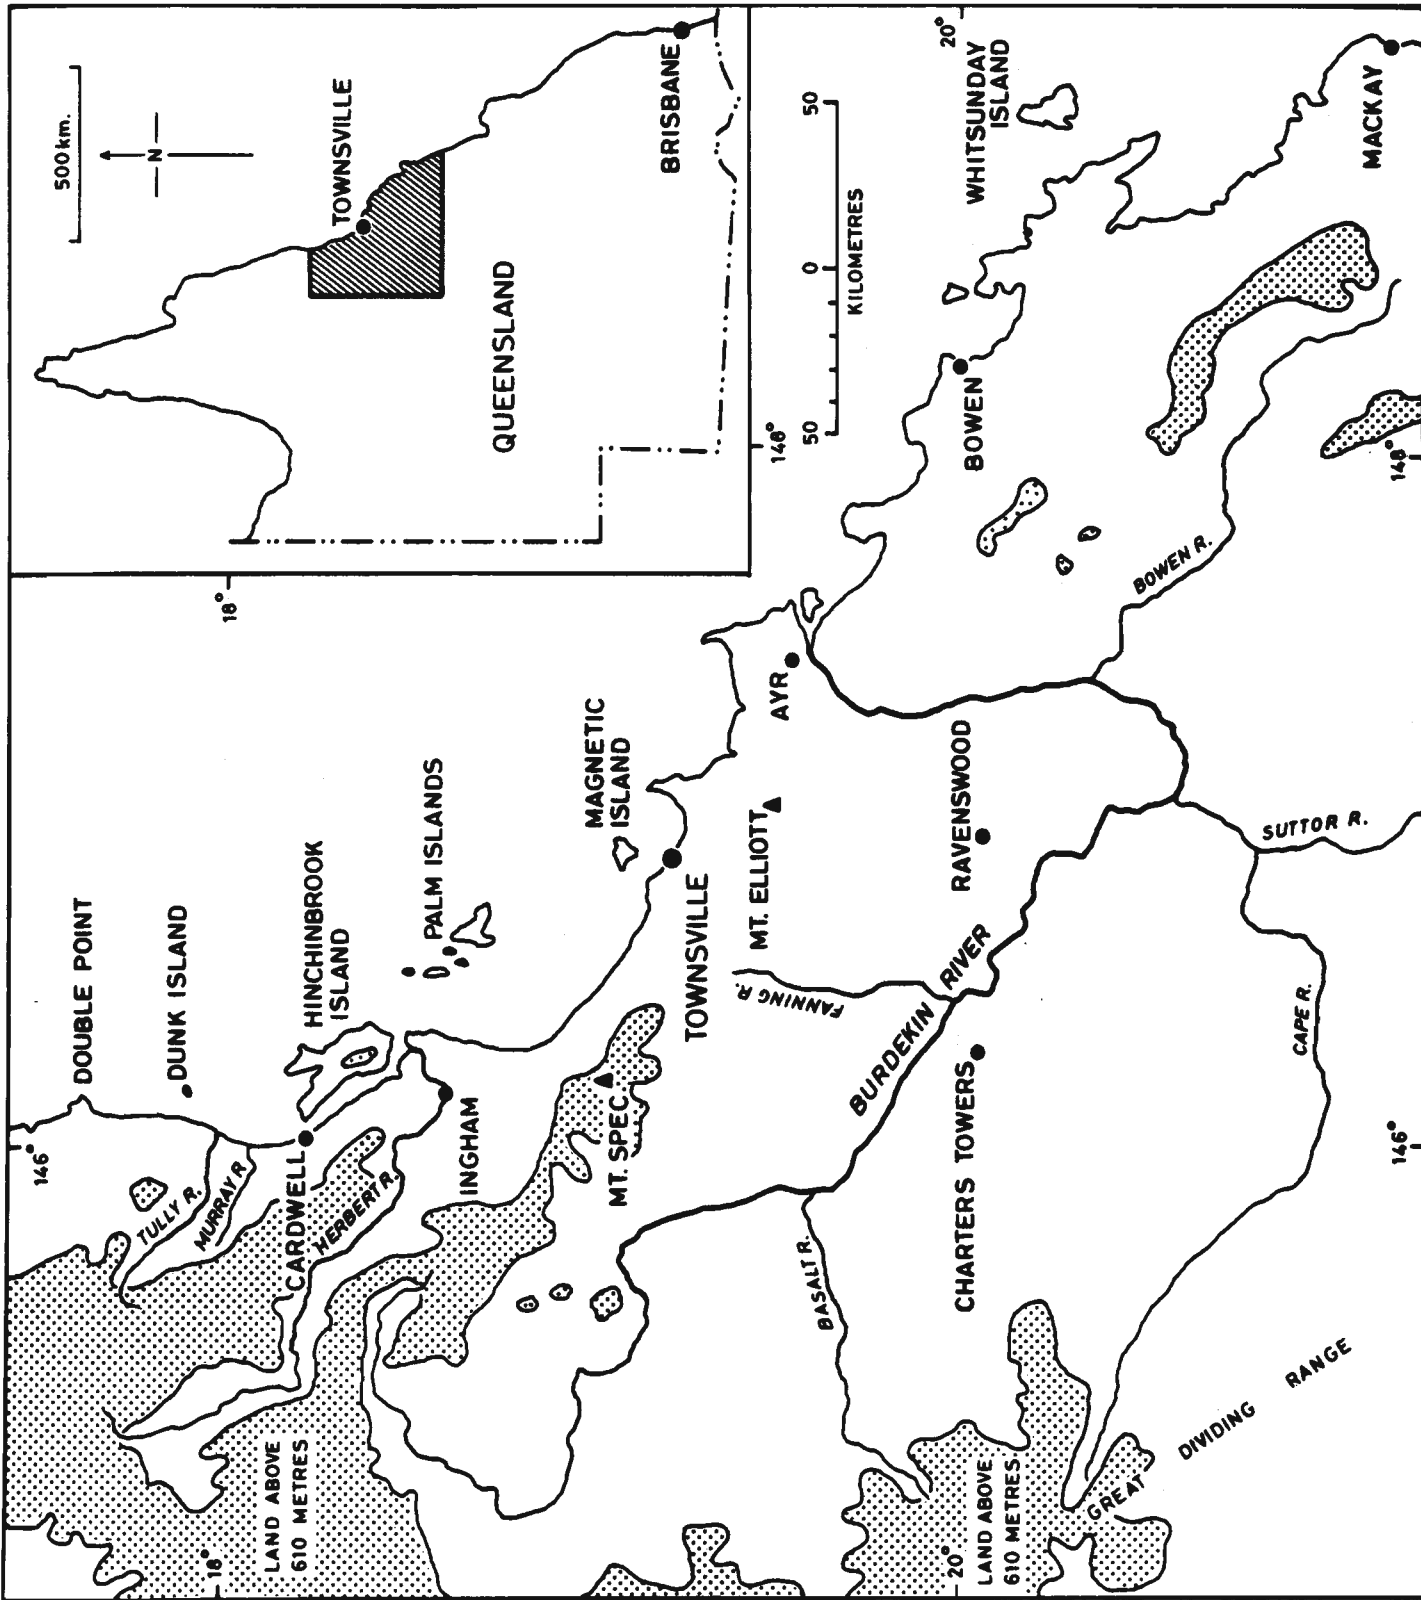 146°
148°
18°
DOUBLE POINT
DUNK ISLAND
HINCHINBROOK
ISLAND
PALM ISLANDS
MAGNETIC
ISLAND
TULLY R.
MURRAY R.
CARDWELL
HERBERT R.
INGHAM
MT. SPEC
TOWNSVILLE
MT. ELLIOTT
AYR
LAND ABOVE
610 METRES
18°
FANNING R.
BURDEKIN RIVER
BASALT R.
CHARTERS TOWERS
RAVENSWOOD
BOWEN
WHITSUNDAY
ISLAND
20°
BOWEN R.
SUTTOR R.
CAPE R.
MACKAY
20°
LAND ABOVE
610 METRES
GREAT DIVIDING RANGE
146°
148°
50 0 50
KILOMETRES
500 km.
N
TOWNSVILLE
QUEENSLAND
BRISBANE